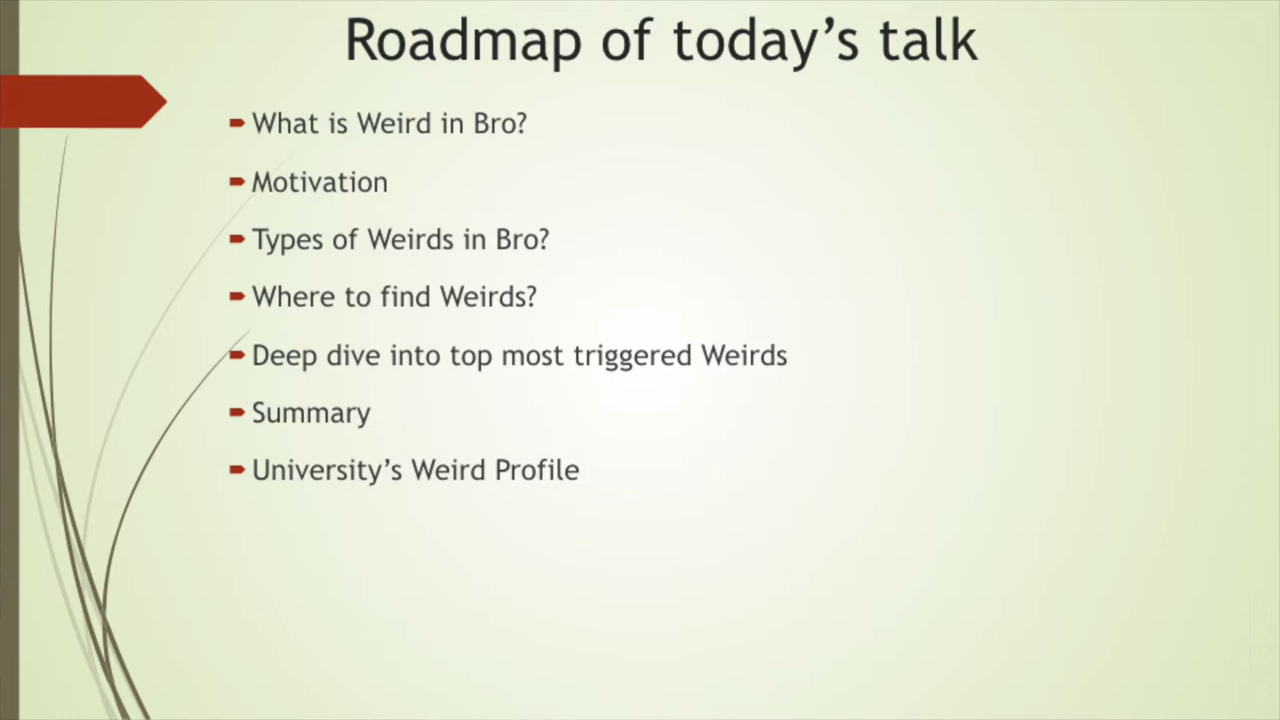 Roadmap of today’s talk
What is Weird in Bro?
Motivation
Types of Weirds in Bro?
Where to find Weirds?
Deep dive into top most triggered Weirds
Summary
University’s Weird Profile